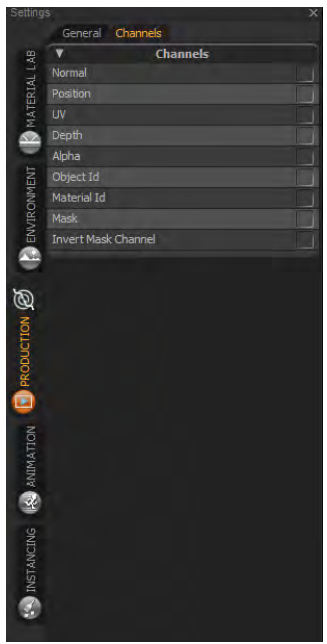 Settings
General Channels
Channels
Normal
Position
UV
Depth
Alpha
Object Id
Material Id
Mask
Invert Mask Channel
MATERIAL LAB
ENVIRONMENT
PRODUCTION
ANIMATION
INSTANCING